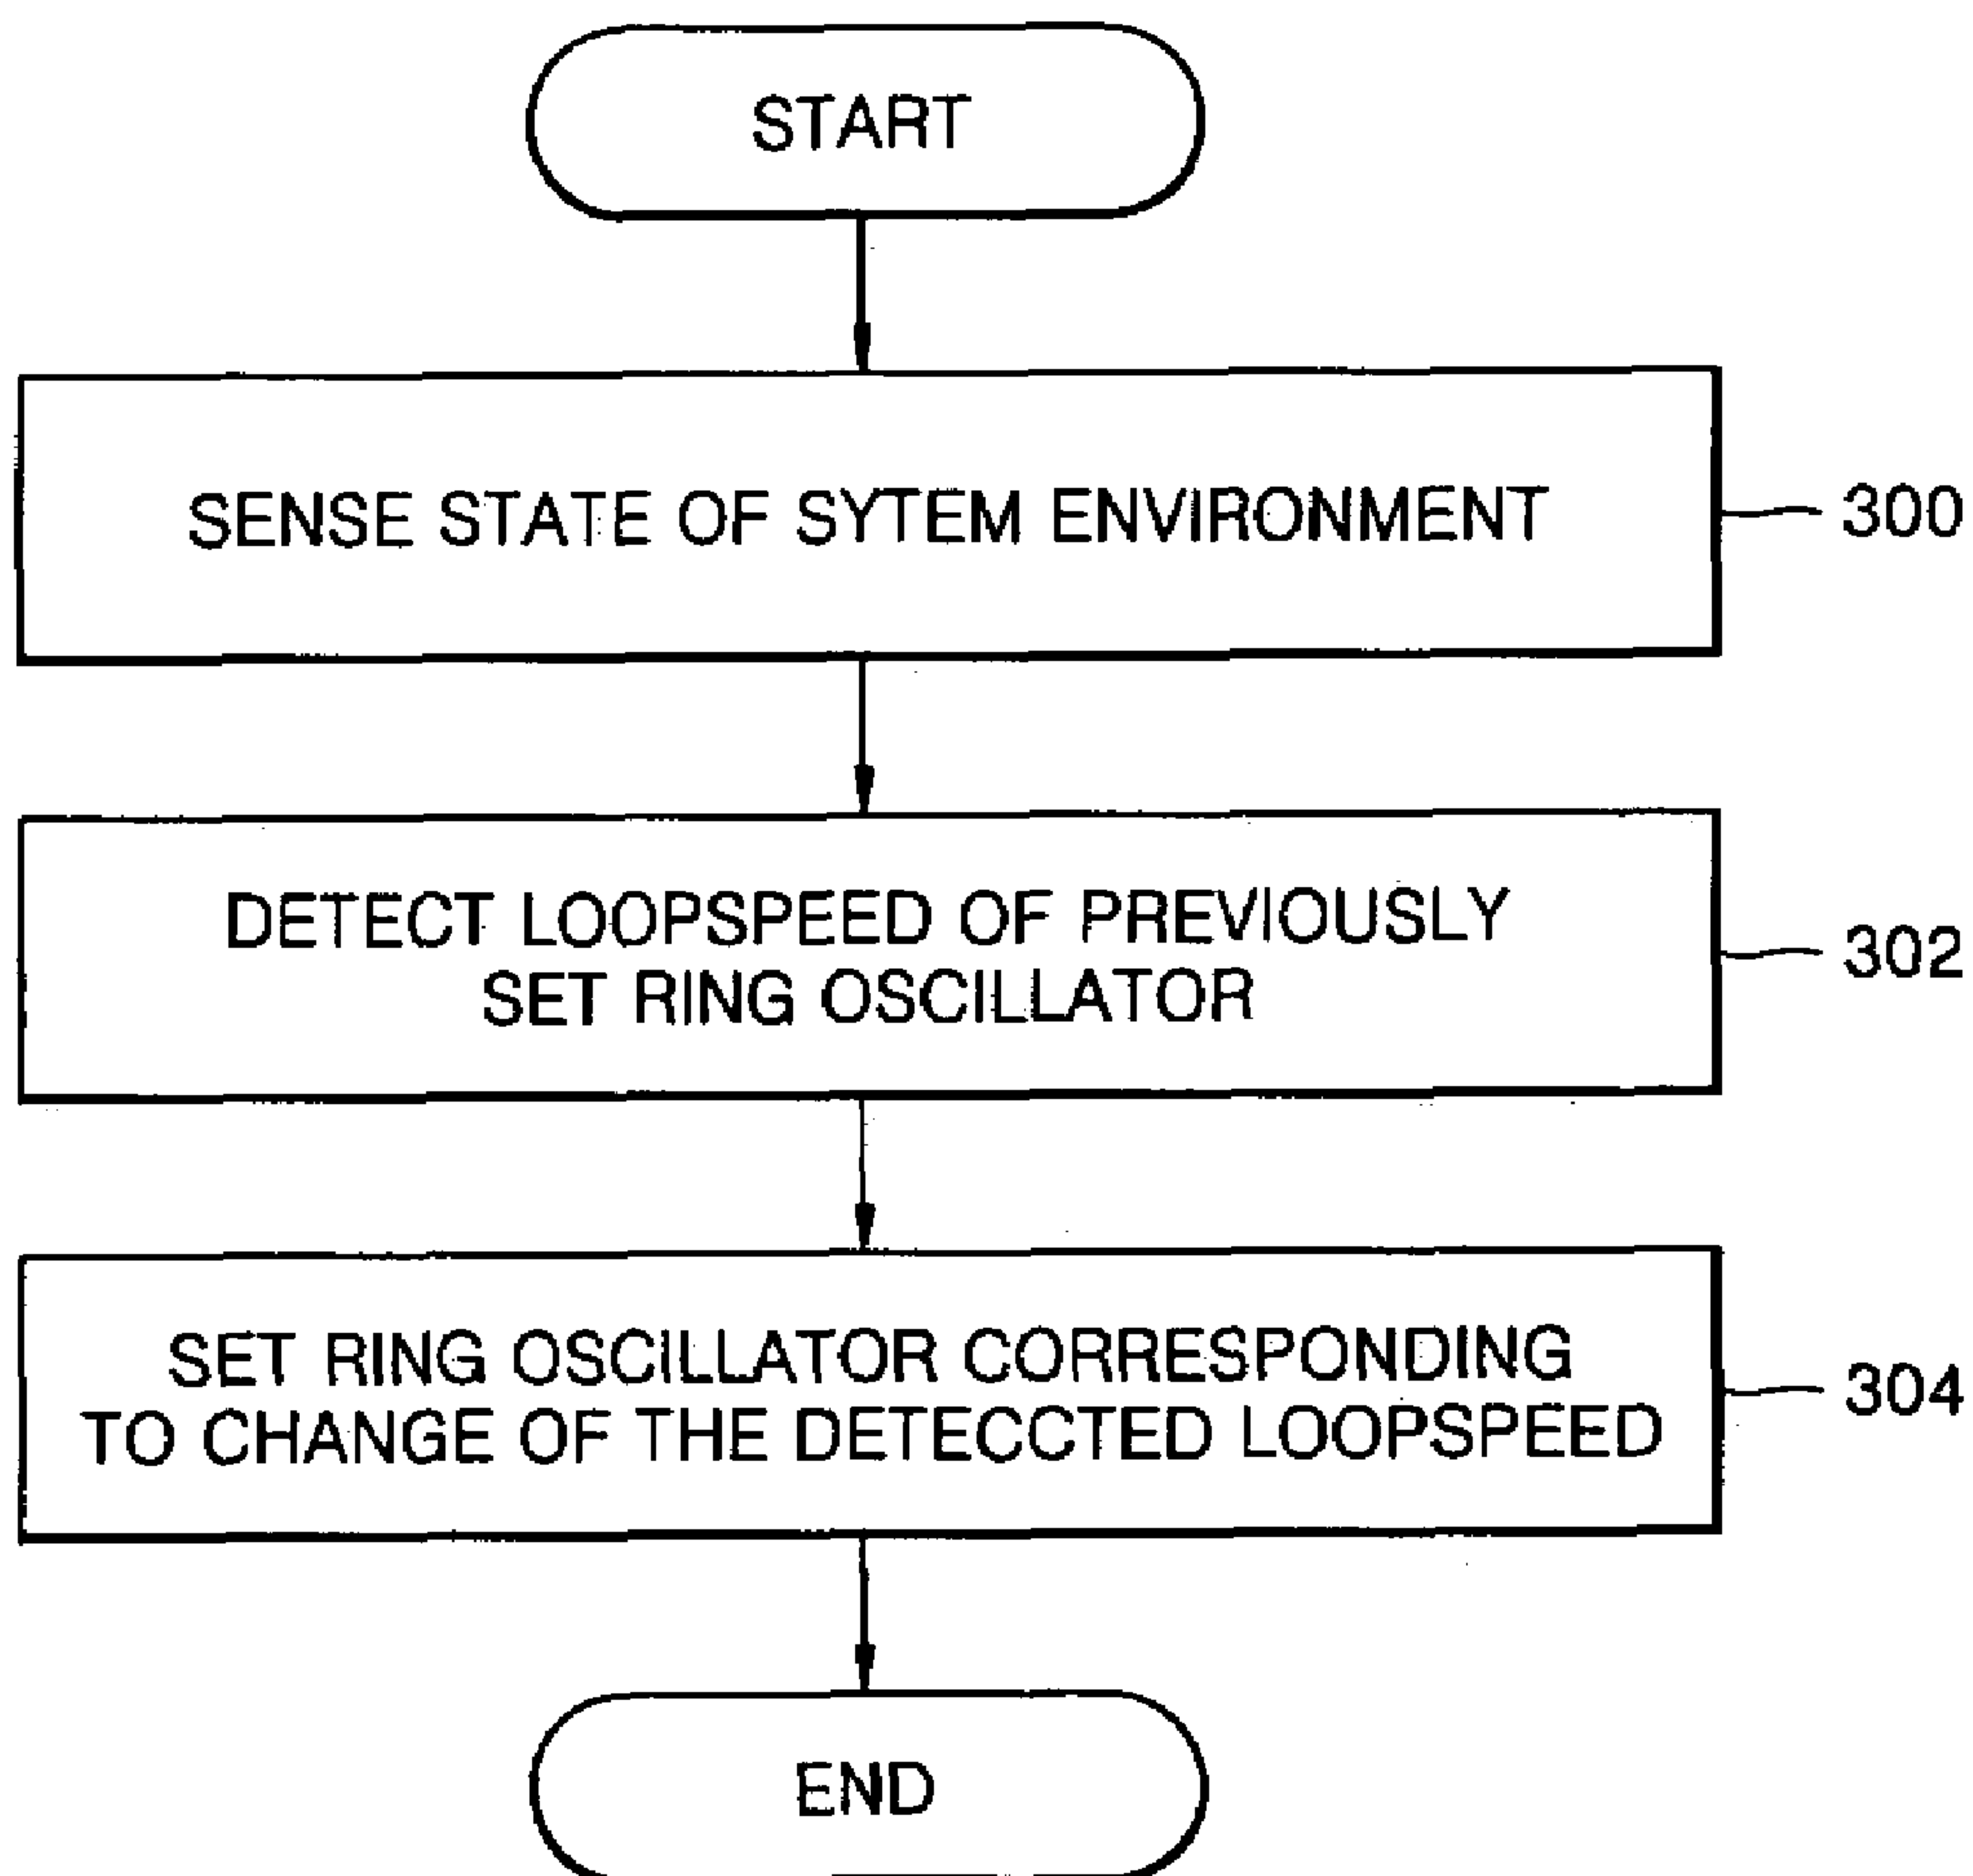 START
SENSE STATE OF SYTEM ENVIRONMENT
300
DETECT LOOPSPEED OF PREVIOUSLY
SET RING OSCILLATOR
302
SET RING OSCILLATOR CORRESPONDING
TO CHANGE OF THE DETECCTED LOOPSPEED
304
END